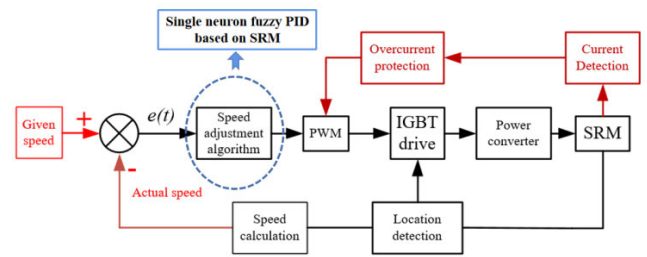 Single neuron fuzzy PID
based on SRM
Overcurrent
protection
Current
Detection
Given
speed
+
e(t)
Speed
adjustment
algorithm
PWM
IGBT
drive
Power
converter
SRM
-
Actual speed
Speed
calculation
Location
detection